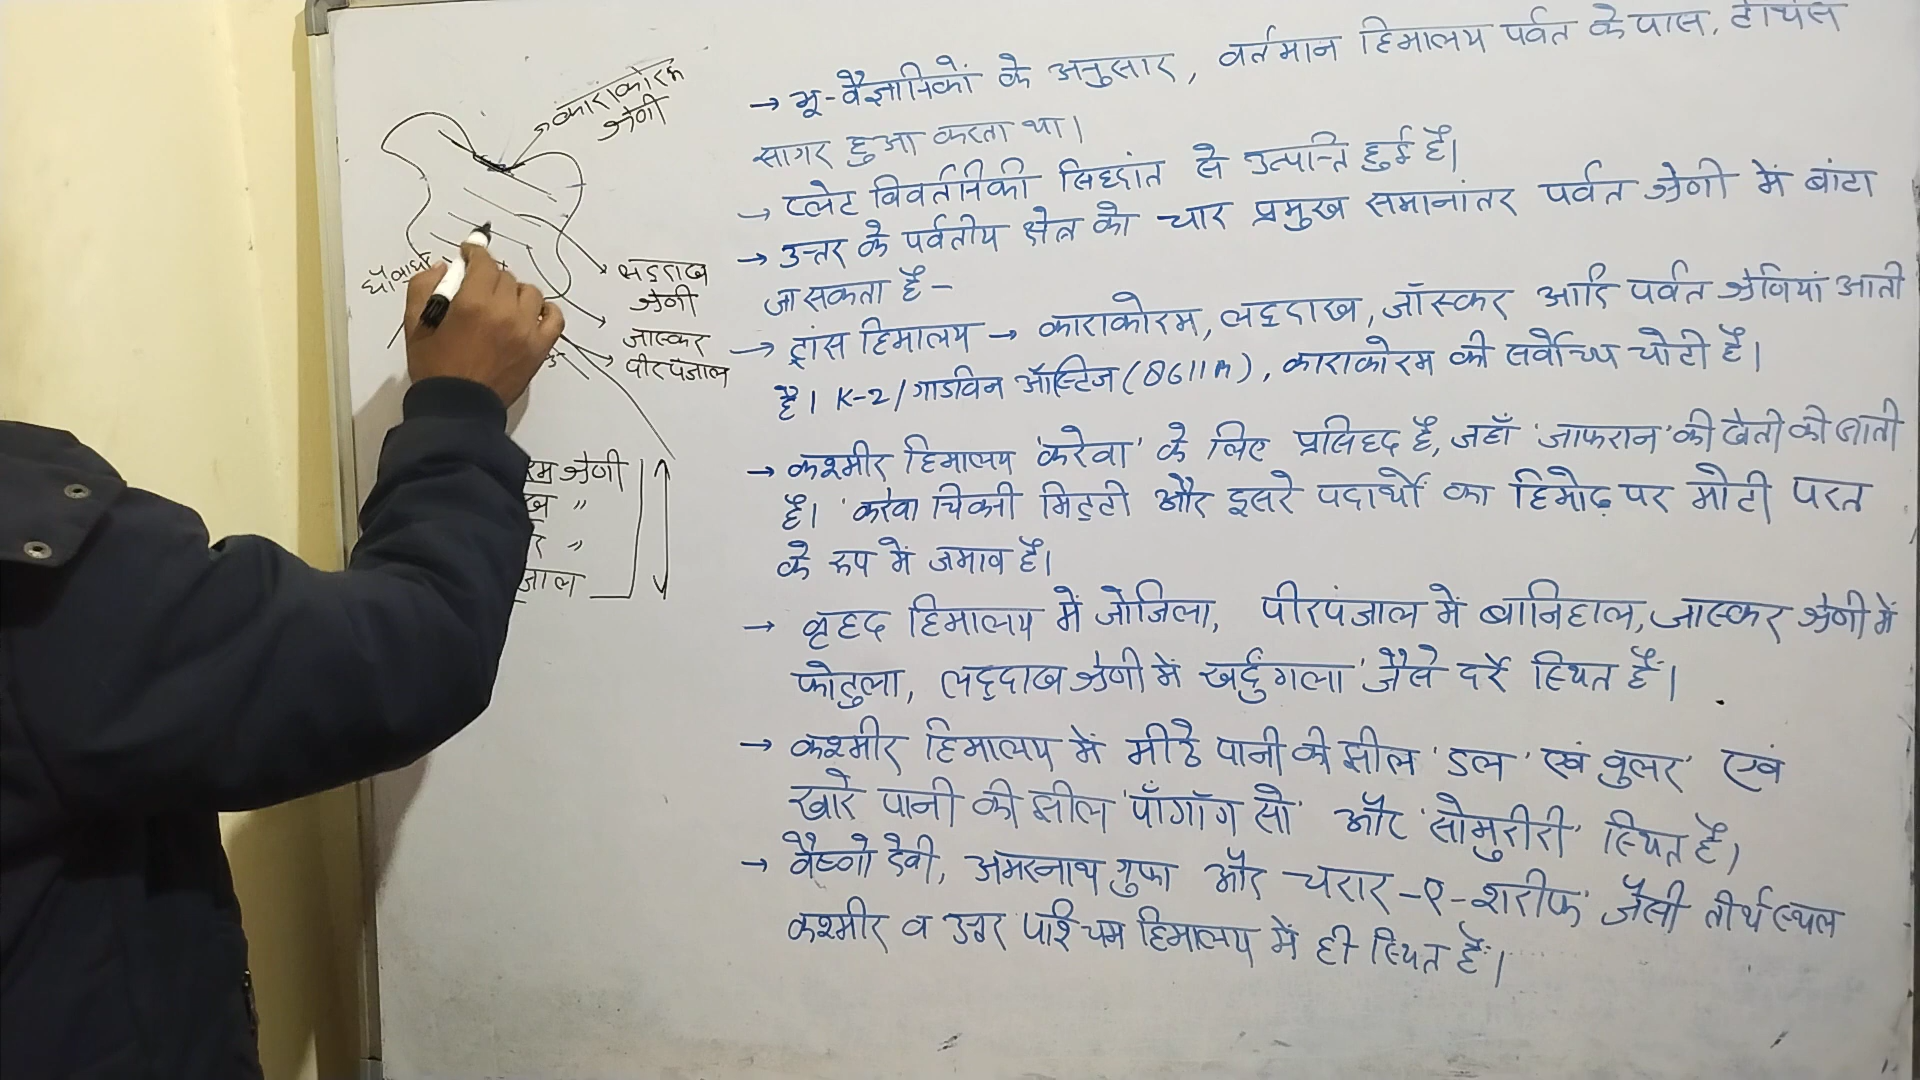 काराकोरम
श्रेणी
लद्दाख
श्रेणी
जास्कर
पीरपंजाल
श्रेणी
"
"
→ भू-वैज्ञानिकों के अनुसार, वर्तमान हिमालय पर्वत के पास, टेथिस
सागर हुआ करता था।
→ प्लेट विवर्तनिकी सिद्दांत से उत्पत्ति हुई है।
→ उत्तर के पर्वतीय क्षेत्र को चार प्रमुख समानांतर पर्वत श्रेणी में बांटा
जा सकता है -
→ ट्रांस हिमालय → काराकोरम, लद्दाख, जॉस्कर आदि पर्वत श्रेणियां आती
है। K-2/गाडविन ऑस्टिन (8611m), काराकोरम की सर्वोच्च चोटी है।
→ कश्मीर हिमालय 'करेवा' के लिए प्रसिद्द है, जहाँ 'जाफरान' की खेती की जाती
है। 'करेवा चिकनी मिट्टी और दूसरे पदार्थों का हिमोढ़ पर मोटी परत
के रूप में जमाव है।
→ वृहद हिमालय में जोजिला, पीरपंजाल में बानिहाल, जास्कर श्रेणी में
फोटुला, लद्दाख श्रेणी में खर्दुंगला' जैसे दर्रे स्थित हैं।
→ कश्मीर हिमालय में मीठे पानी की झील 'डल' एवं वुलर' एवं
खारे पानी की झील 'पाँगॉग सो' और 'सोमुरीरी' स्थित है।
→ वैष्णो देवी, अमरनाथ गुफा और चरार-ए-शरीफ' जैसी तीर्थ स्थल
कश्मीर व उत्तर पश्चिम हिमालय में ही स्थित हैं।